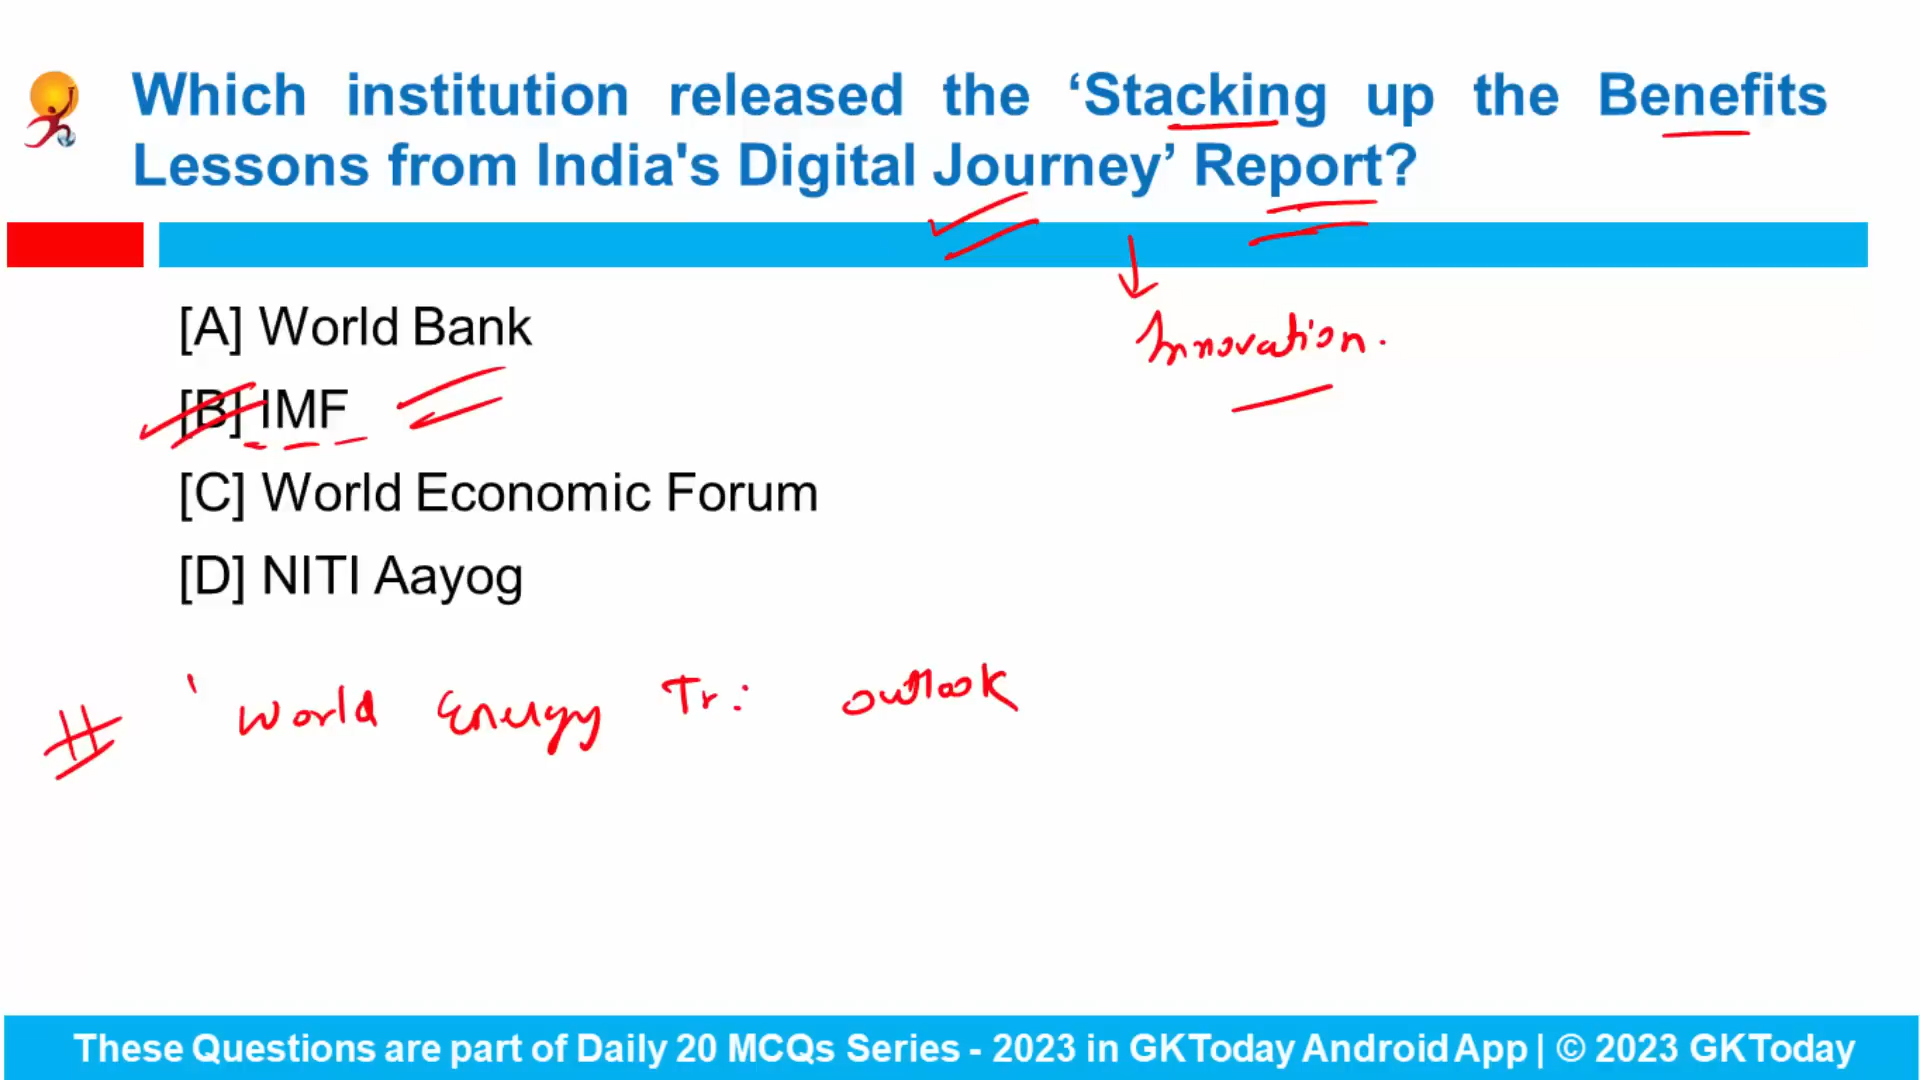 Which institution released the ‘Stacking up the Benefits
Lessons from India's Digital Journey’ Report?
[A] World Bank
Innovation.
[B] IMF
[C] World Economic Forum
[D] NITI Aayog
# ' World Energy Tr: outlook
These Questions are part of Daily 20 MCQs Series - 2023 in GKToday Android App | © 2023 GKToday